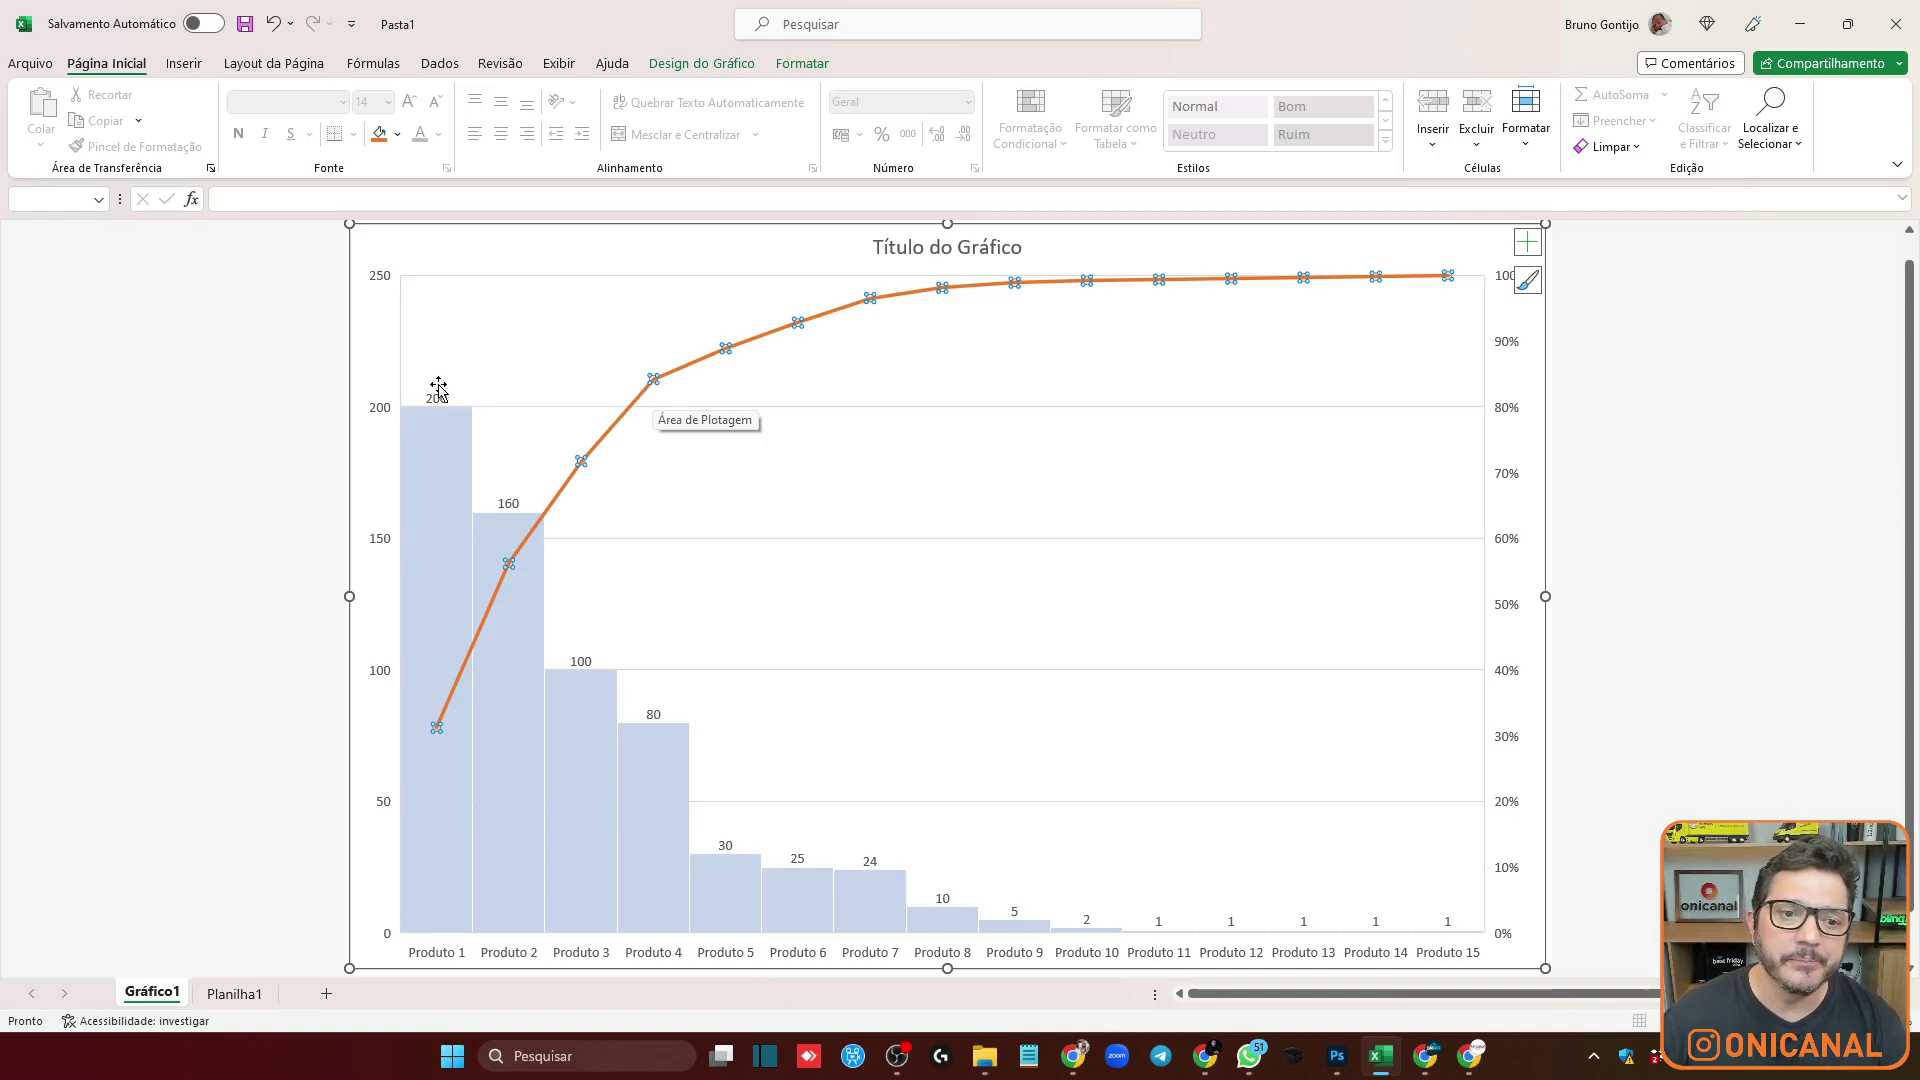 Salvamento Automático
Pasta1
Pesquisar
Bruno Gontijo
Arquivo
Página Inicial
Inserir
Layout da Página
Fórmulas
Dados
Revisão
Exibir
Ajuda
Design do Gráfico
Formatar
Comentários
Compartilhamento
Colar
Recortar
Copiar
Pincel de Formatação
Área de Transferência
14
N I S
Fonte
Quebrar Texto Automaticamente
Mesclar e Centralizar
Alinhamento
Geral
% 000
Número
Formatação
Condicional
Formatar como
Tabela
Normal
Bom
Neutro
Ruim
Estilos
Inserir
Excluir
Formatar
Células
AutoSoma
Preencher
Limpar
Classificar
e Filtrar
Localizar e
Selecionar
Edição
fx
Título do Gráfico
250
200
150
100
50
0
160
100
80
30
25
24
10
5
2
1
1
1
1
1
Área de Plotagem
90%
80%
70%
60%
50%
40%
30%
20%
10%
0%
Produto 1
Produto 2
Produto 3
Produto 4
Produto 5
Produto 6
Produto 7
Produto 8
Produto 9
Produto 10
Produto 11
Produto 12
Produto 13
Produto 14
Produto 15
Gráfico1
Planilha1
Pronto
Acessibilidade: investigar
onicanal
ONICANAL
Pesquisar
zoom
51
Ps